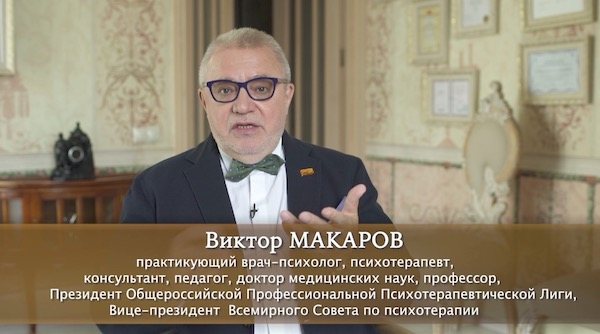 Виктор МАКАРОВ
практикующий врач-психолог, психотерапевт,
консультант, педагог, доктор медицинских наук, профессор,
Президент Общероссийской Профессиональной Психотерапевтической Лиги,
Вице-президент Всемирного Совета по психотерапии